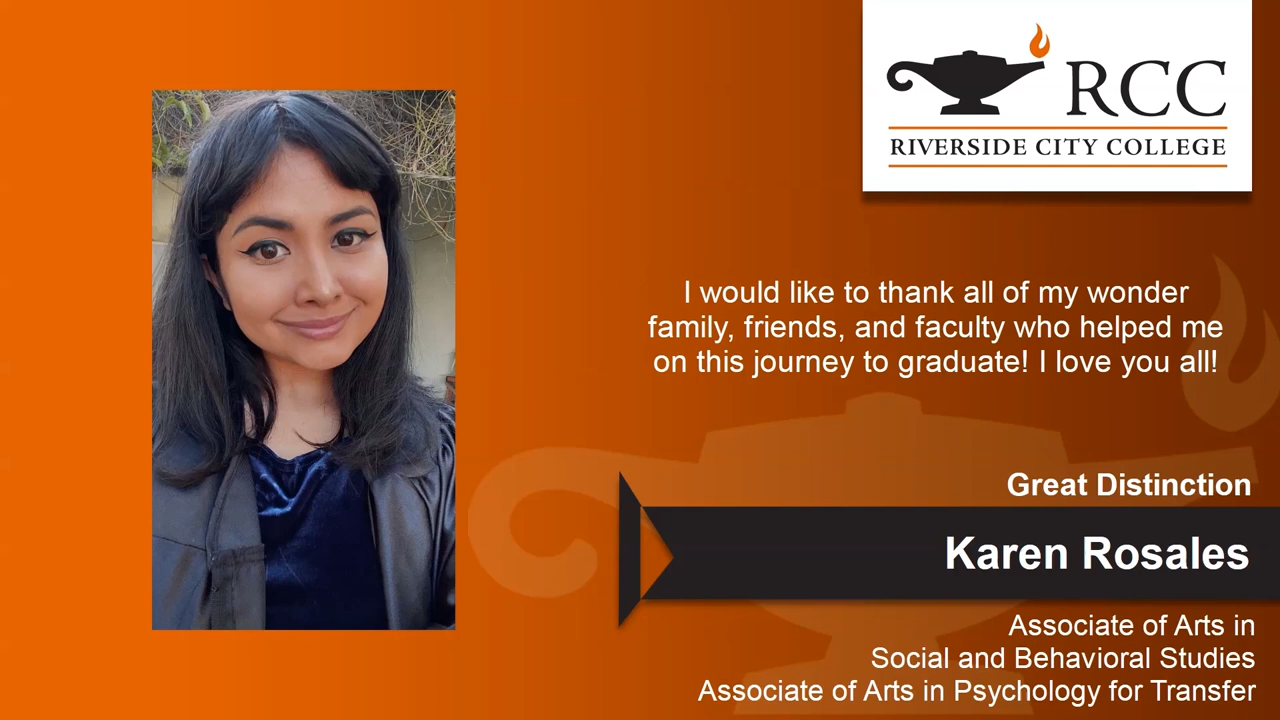 RCC
RIVERSIDE CITY COLLEGE
I would like to thank all of my wonder
family, friends, and faculty who helped me
on this journey to graduate! I love you all!
Great Distinction
Karen Rosales
Associate of Arts in
Social and Behavioral Studies
Associate of Arts in Psychology for Transfer